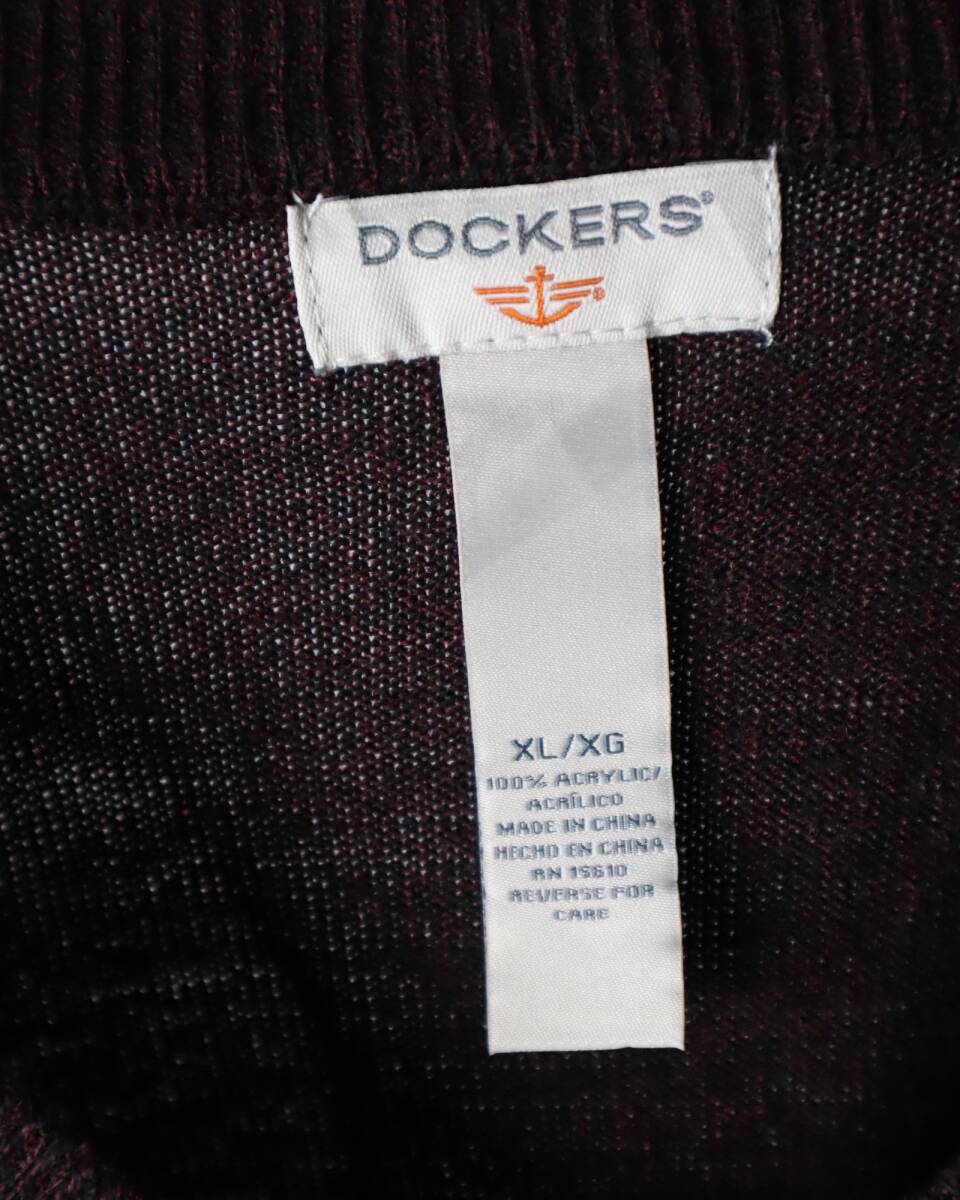 DOCKERS®
XL/XG
100% ACRYLIC/
ACRÍLICO
MADE IN CHINA
HECHO EN CHINA
RN 15610
REVERSE FOR
CARE